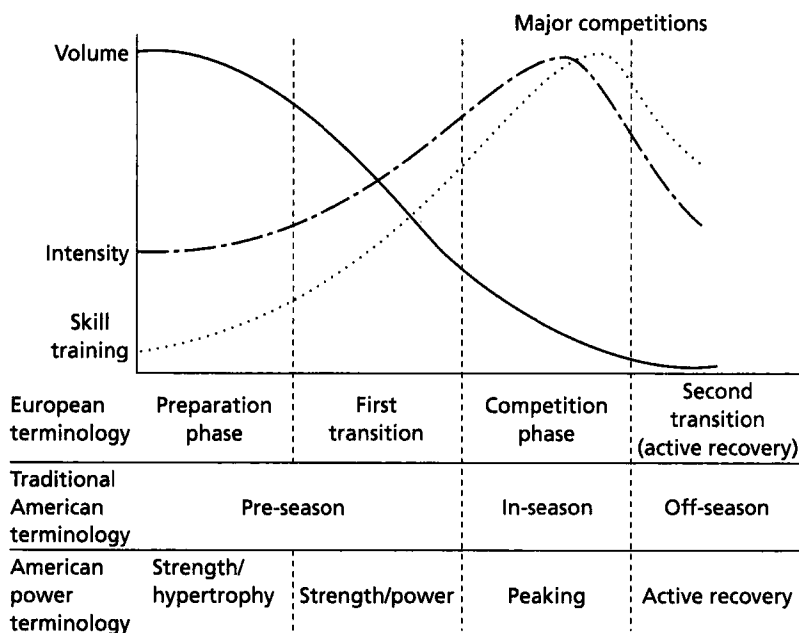 Major competitions
Volume
Intensity
Skill
training
European
terminology
Preparation
phase
First
transition
Competition
phase
Second
transition
(active recovery)
Traditional
American
terminology
Pre-season
In-season
Off-season
American
power
terminology
Strength/
hypertrophy
Strength/power
Peaking
Active recovery